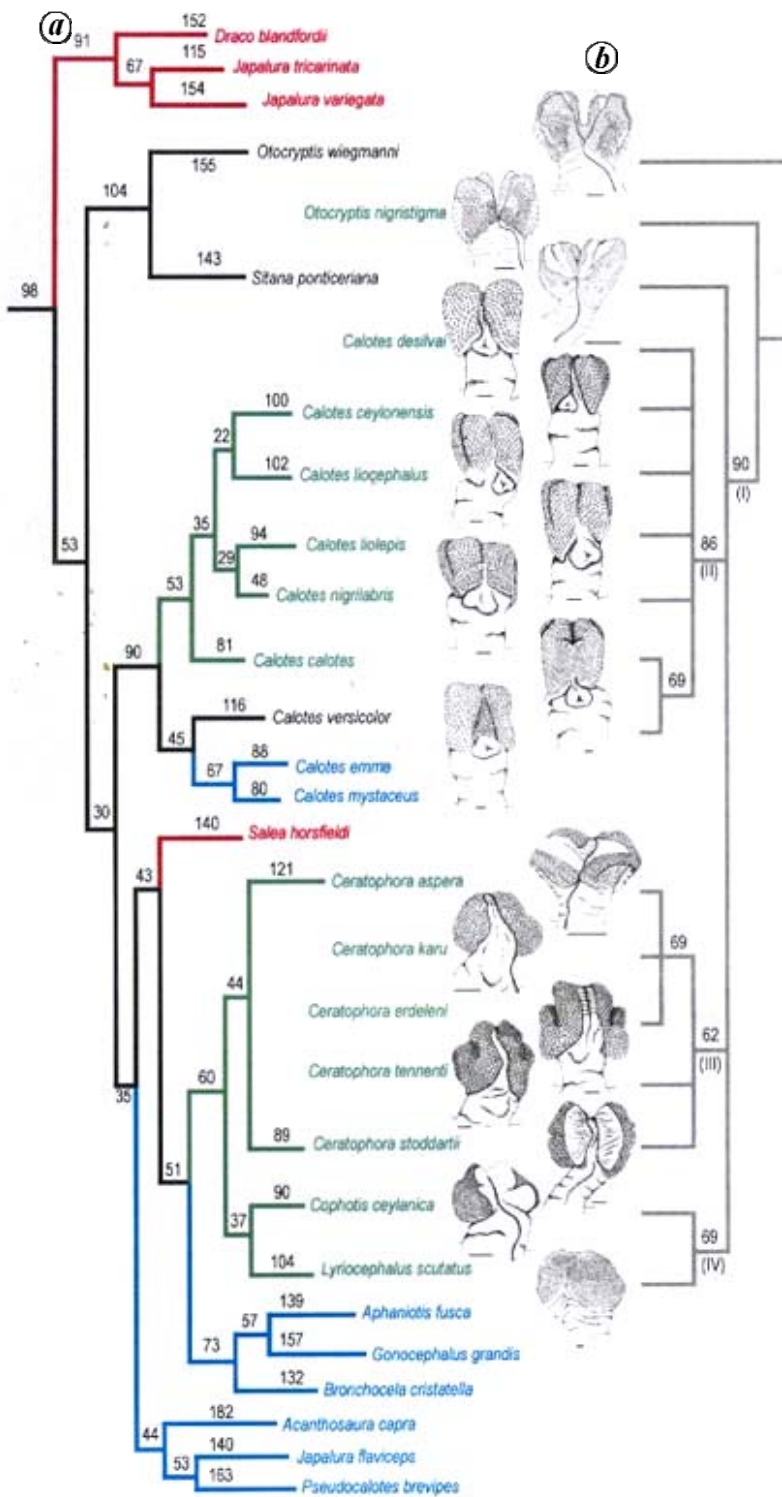 a
152
91
Draco blandfordii
115
b
67
Japalura tricarinata
154
Japalura variegata
Otocryptis wiegmanni
155
104
Otocryptis nigristigma
143
Sitana ponticeriana
98
Calotes desilvai
100
Calotes ceylonensis
22
102
Calotes liocephalus
90
(I)
35
94
Calotes liolepis
86
(II)
53
29
48
Calotes nigrilabris
53
81
Calotes calotes
90
69
116
Calotes versicolor
45
88
67
Calotes emma
80
Calotes mystaceus
30
140
Salea horsfieldi
43
121
Ceratophora aspera
Ceratophora karu
69
44
Ceratophora erdeleni
62
(III)
60
Ceratophora tennenti
35
89
Ceratophora stoddartii
51
90
Cophotis ceylanica
37
69
(IV)
104
Lyriocephalus scutatus
139
Aphaniotis fusca
57
73
157
Gonocephalus grandis
132
Bronchocela cristatella
182
Acanthosaura capra
44
140
Japalura flaviceps
53
163
Pseudocalotes brevipes